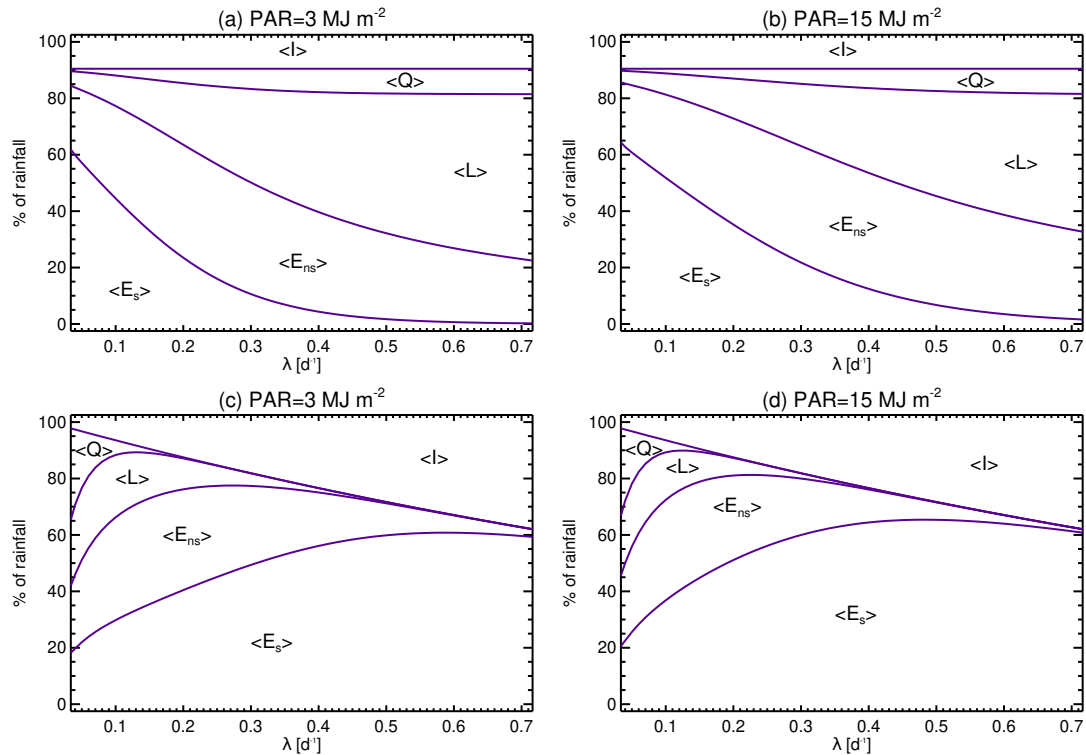 (a) PAR=3 MJ m⁻²
(b) PAR=15 MJ m⁻²
% of rainfall
100
80
60
40
20
0
<I>
<Q>
<L>
<Eₙₛ>
<Eₛ>
0.1 0.2 0.3 0.4 0.5 0.6 0.7
λ [d⁻¹]
% of rainfall
100
80
60
40
20
0
<I>
<Q>
<L>
<Eₙₛ>
<Eₛ>
0.1 0.2 0.3 0.4 0.5 0.6 0.7
λ [d⁻¹]
(c) PAR=3 MJ m⁻²
(d) PAR=15 MJ m⁻²
% of rainfall
100
80
60
40
20
0
<Q>
<I>
<L>
<Eₙₛ>
<Eₛ>
0.1 0.2 0.3 0.4 0.5 0.6 0.7
λ [d⁻¹]
% of rainfall
100
80
60
40
20
0
<Q>
<I>
<L>
<Eₙₛ>
<Eₛ>
0.1 0.2 0.3 0.4 0.5 0.6 0.7
λ [d⁻¹]